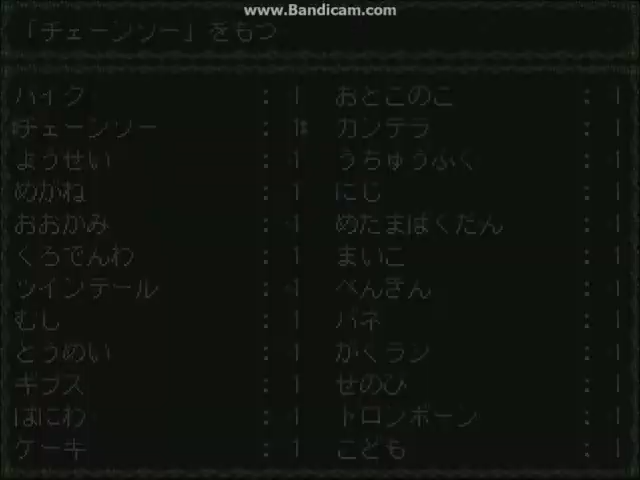 www.Bandicam.com
「チェーンソー」をもつ
バイク : 1 おとこのこ : 1
チェーンソー : 1 カンテラ : 1
ようせい : 1 うちゅうふく : 1
めがね : 1 にじ : 1
おおかみ : 1 めだまばくだん : 1
くろでんわ : 1 まいこ : 1
ツインテール : 1 ぺんぎん : 1
むし : 1 バネ : 1
とうめい : 1 がくラン : 1
ギプス : 1 せのび : 1
はにわ : 1 トロンボーン : 1
ケーキ : 1 こども : 1